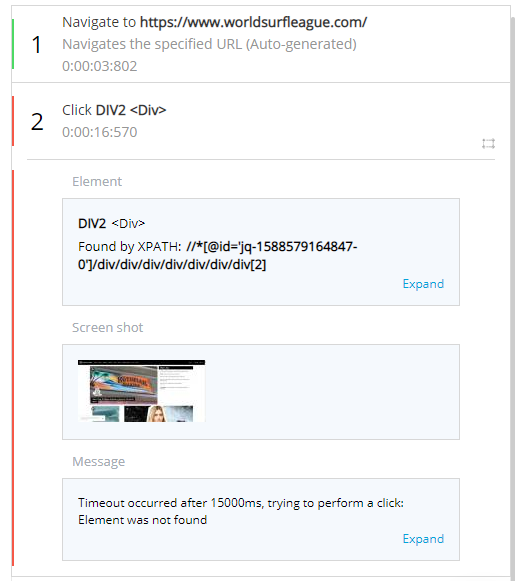 1
Navigate to https://www.worldsurfleague.com/
Navigates the specified URL (Auto-generated)
0:00:03:802
2
Click DIV2 <Div>
0:00:16:570
Element
DIV2 <Div>
Found by XPATH: //*[@id='jq-1588579164847-
0']/div/div/div/div/div/div/div[2]
Expand
Screen shot
Message
Timeout occurred after 15000ms, trying to perform a click:
Element was not found
Expand